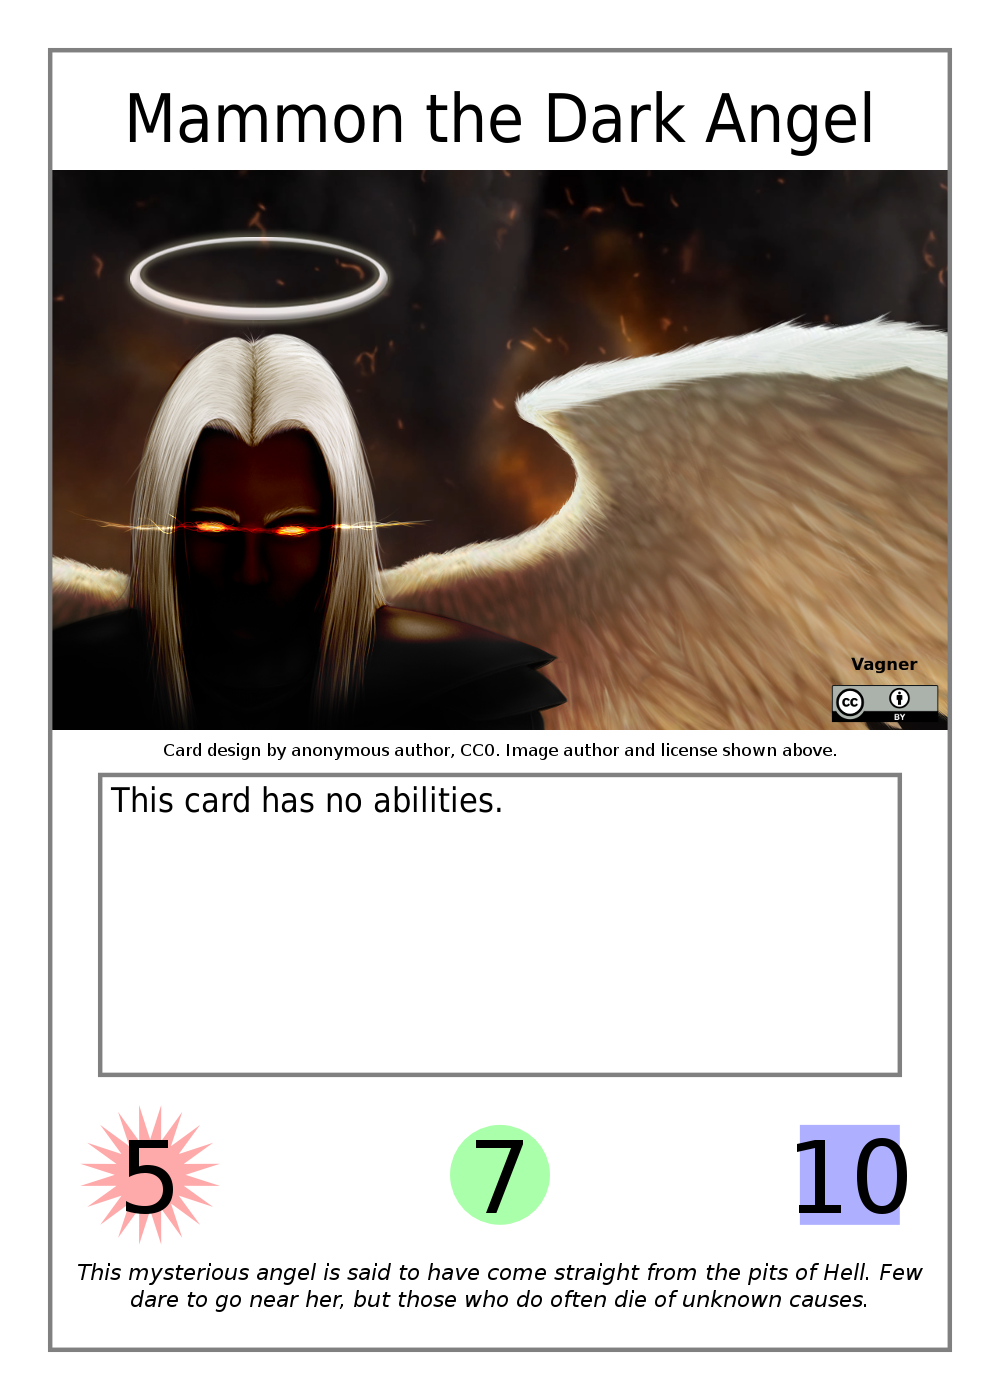 Mammon the Dark Angel
Vagner
CC
BY
Card design by anonymous author, CC0. Image author and license shown above.
This card has no abilities.
5
7
10
This mysterious angel is said to have come straight from the pits of Hell. Few
dare to go near her, but those who do often die of unknown causes.